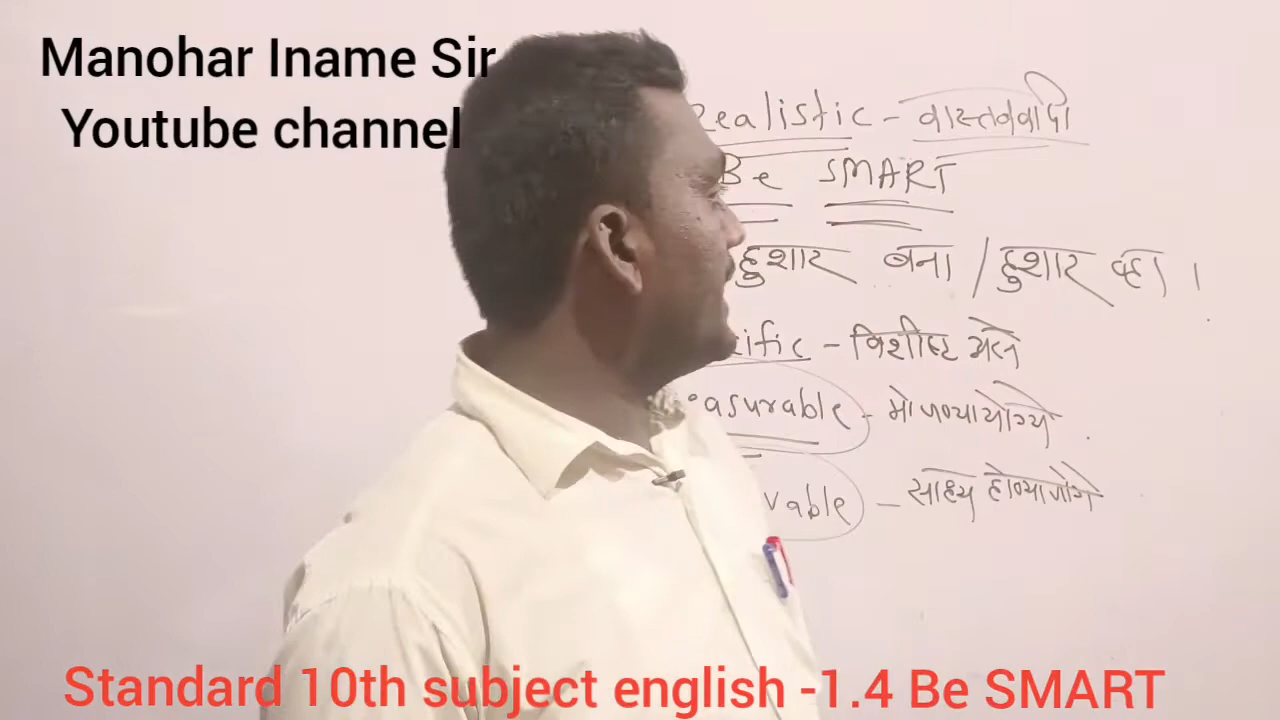 Manohar Iname Sir
Youtube channel
Realistic - वास्तववादी
Be SMART
हुशार बना / हुशार व्हा ।
cific - विशीष्ट असे
asurable - मोजण्यायोग्य
vable - साध्य होण्याजोगे
Standard 10th subject english -1.4 Be SMART